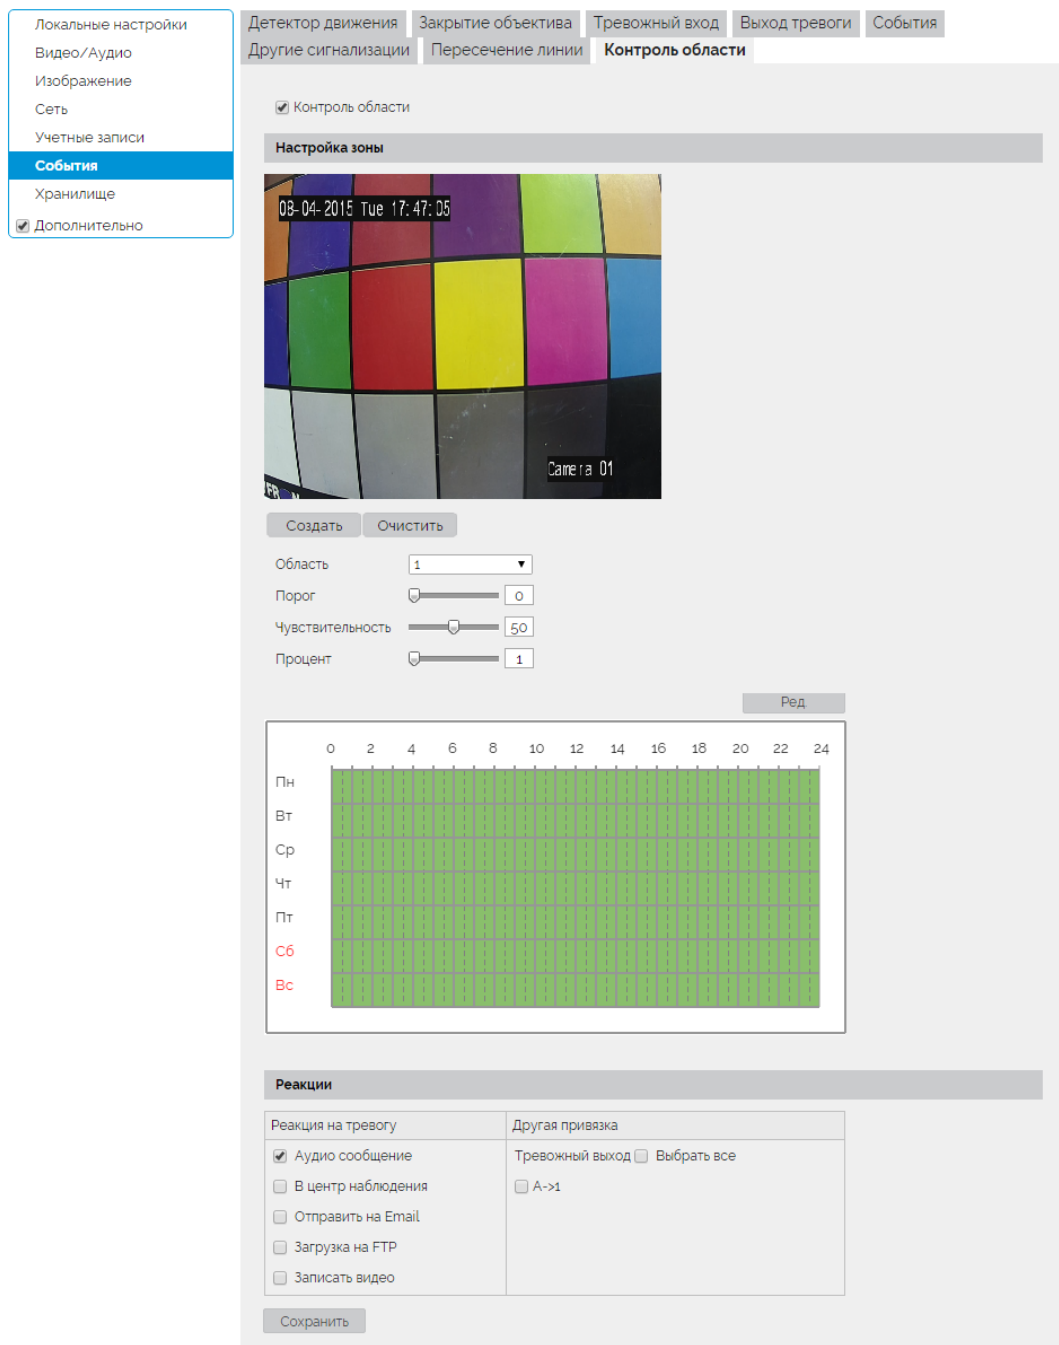 Локальные настройки
Видео/Аудио
Изображение
Сеть
Учетные записи
События
Хранилище
Дополнительно
Детектор движения Закрытие объектива Тревожный вход Выход тревоги События
Другие сигнализации Пересечение линии Контроль области
Контроль области
Настройка зоны
08-04-2015 Tue 17:47:05
Camera 01
Создать Очистить
Область 1
Порог 0
Чувствительность 50
Процент 1
Ред.
0 2 4 6 8 10 12 14 16 18 20 22 24
Пн
Вт
Ср
Чт
Пт
Сб
Вс
Реакции
Реакция на тревогу Другая привязка
Аудио сообщение Тревожный выход Выбрать все
В центр наблюдения A->1
Отправить на Email
Загрузка на FTP
Записать видео
Сохранить